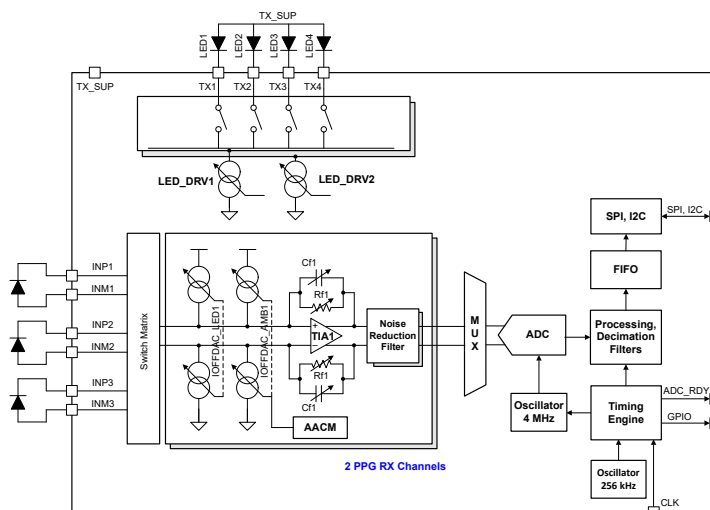 TX_SUP
LED1
LED2
LED3
LED4
TX_SUP
TX1
TX2
TX3
TX4
LED_DRV1
LED_DRV2
SPI, I2C
SPI, I2C
FIFO
INP1
INM1
INP2
INM2
INP3
INM3
Switch Matrix
IOFFDAC_LED1
IOFFDAC_AMB1
Cf1
Rf1
+
TIA1
−
Rf1
Cf1
AACM
Noise
Reduction
Filter
MUX
ADC
Processing,
Decimation
Filters
Oscillator
4 MHz
Timing
Engine
ADC_RDY
GPIO
Oscillator
256 kHz
CLK
2 PPG RX Channels